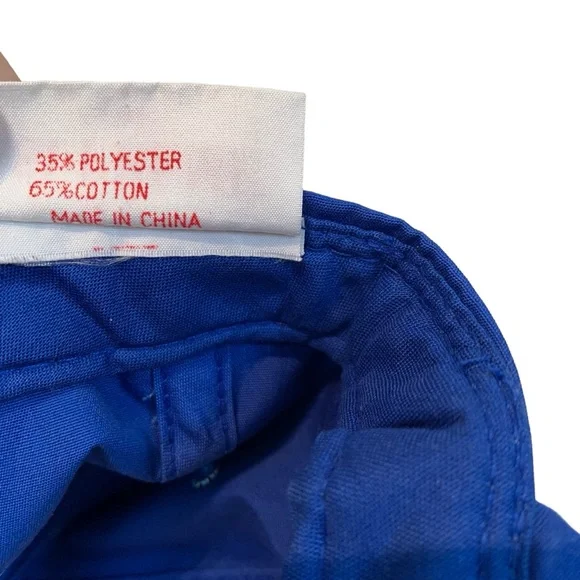 35% POLYESTER
65% COTTON
MADE IN CHINA